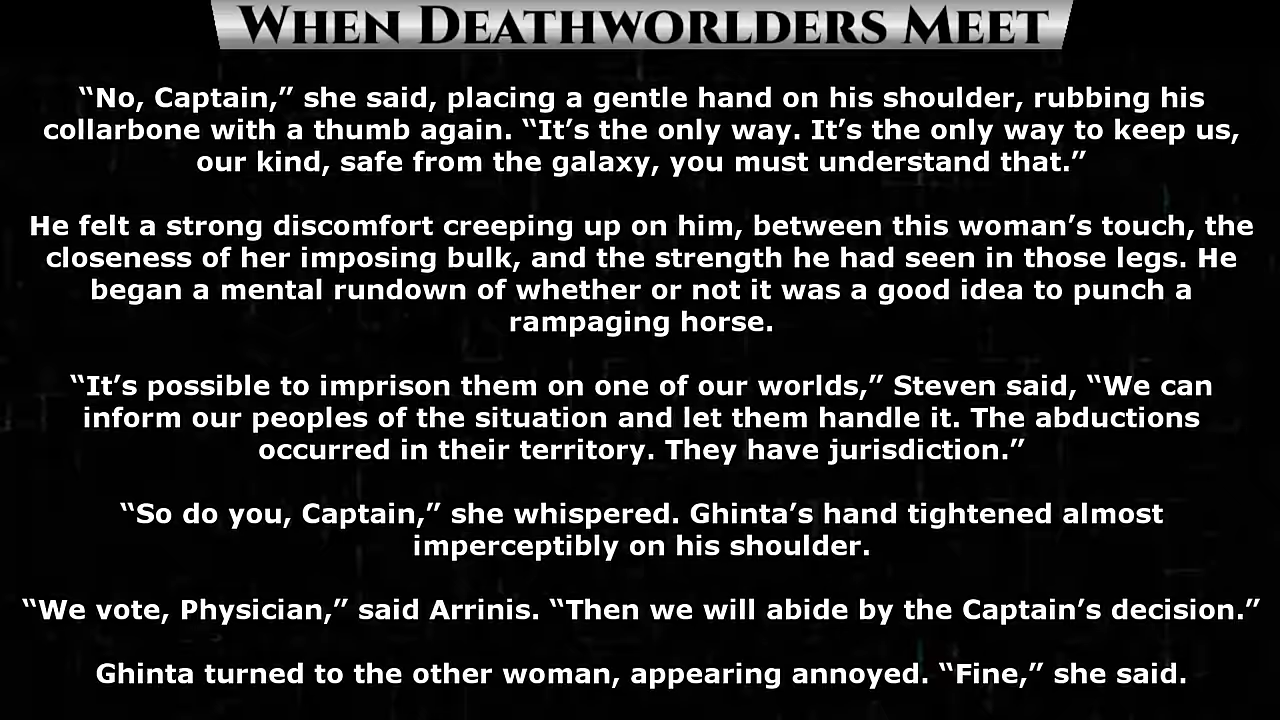 When Deathworlders Meet
“No, Captain,” she said, placing a gentle hand on his shoulder, rubbing his
collarbone with a thumb again. “It’s the only way. It’s the only way to keep us,
our kind, safe from the galaxy, you must understand that.”
He felt a strong discomfort creeping up on him, between this woman’s touch, the
closeness of her imposing bulk, and the strength he had seen in those legs. He
began a mental rundown of whether or not it was a good idea to punch a
rampaging horse.
“It’s possible to imprison them on one of our worlds,” Steven said, “We can
inform our peoples of the situation and let them handle it. The abductions
occurred in their territory. They have jurisdiction.”
“So do you, Captain,” she whispered. Ghinta’s hand tightened almost
imperceptibly on his shoulder.
“We vote, Physician,” said Arrinis. “Then we will abide by the Captain’s decision.”
Ghinta turned to the other woman, appearing annoyed. “Fine,” she said.